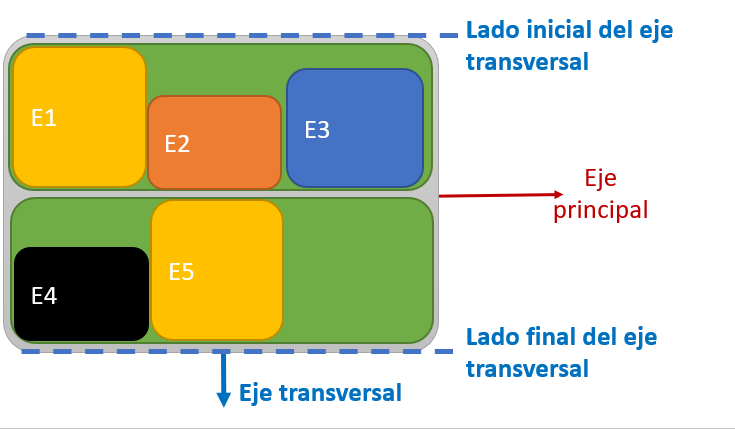 Lado inicial del eje
transversal
E1
E2
E3
Eje
principal
E4
E5
Lado final del eje
transversal
Eje transversal